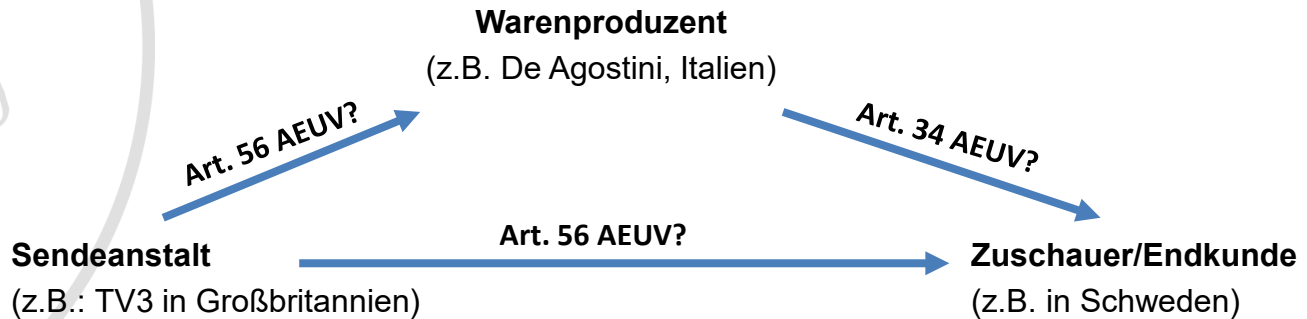 Warenproduzent
(z.B. De Agostini, Italien)
Art. 56 AEUV?
Art. 34 AEUV?
Art. 56 AEUV?
Sendeanstalt
(z.B.: TV3 in Großbritannien)
Zuschauer/Endkunde
(z.B. in Schweden)